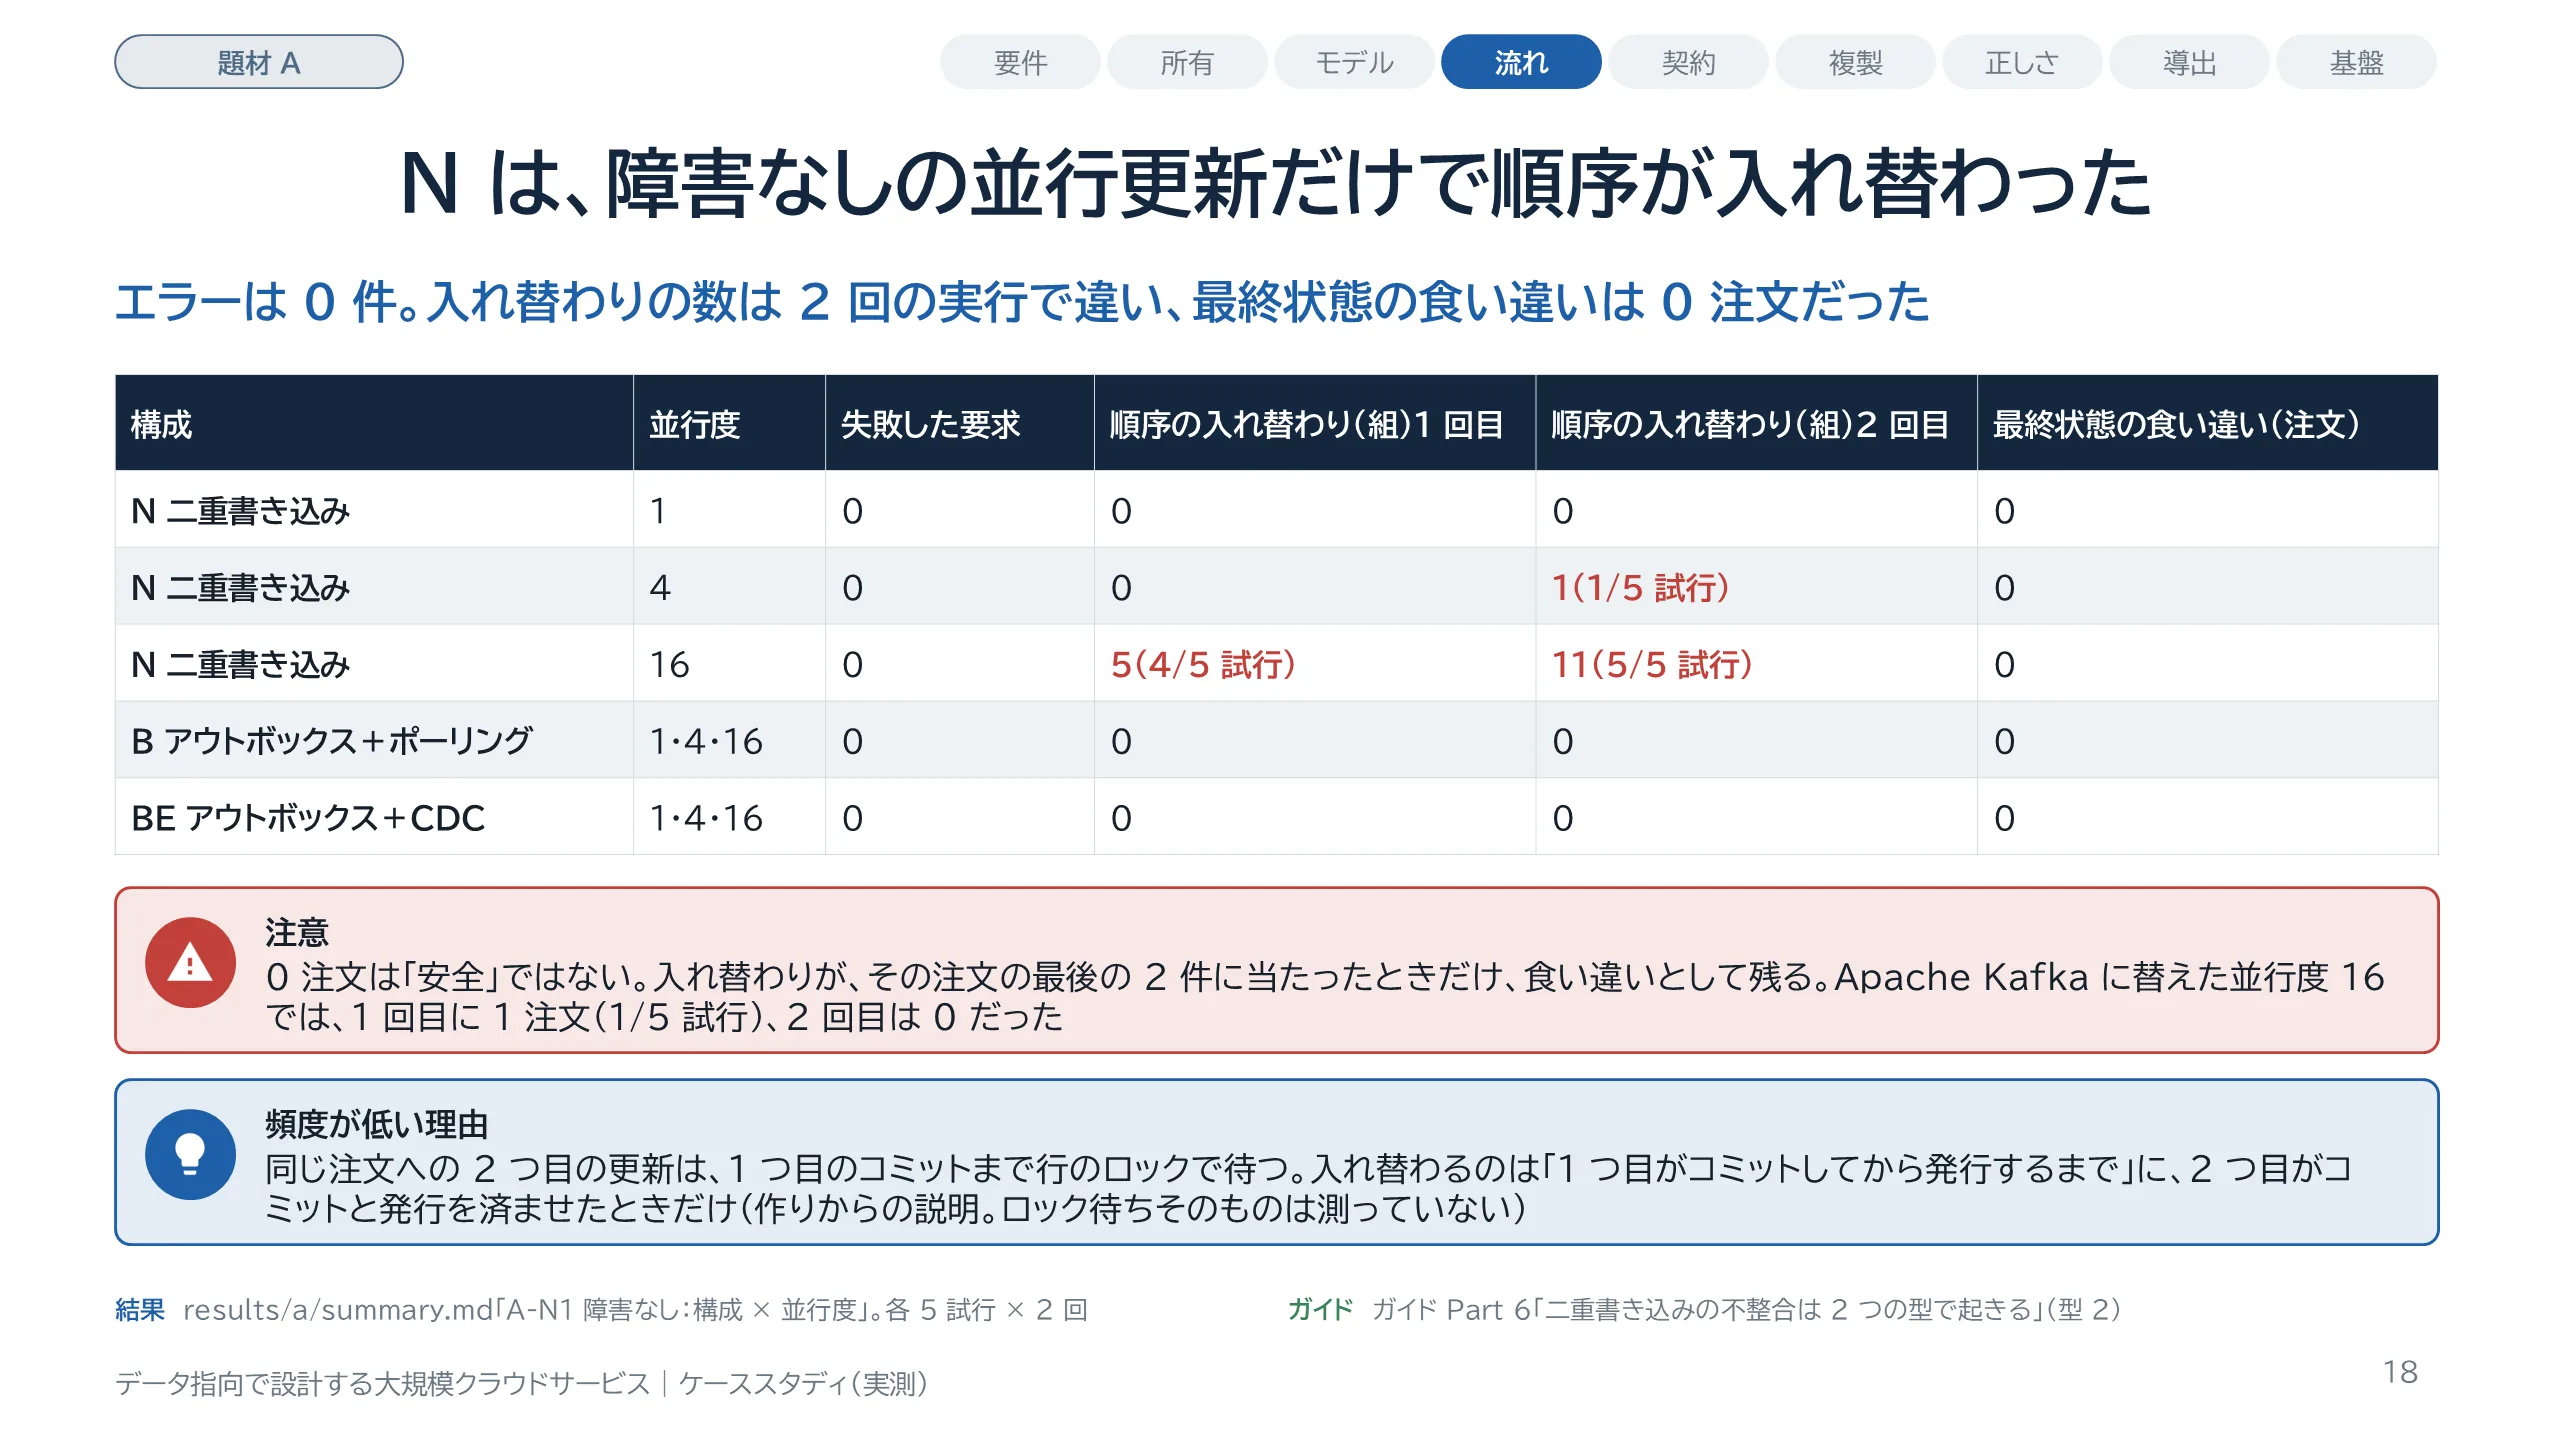 題材 A
要件 所有 モデル 流れ 契約 複製 正しさ 導出 基盤
N は、障害なしの並行更新だけで順序が入れ替わった
エラーは 0 件。入れ替わりの数は 2 回の実行で違い、最終状態の食い違いは 0 注文だった
構成 並行度 失敗した要求 順序の入れ替わり(組)1 回目 順序の入れ替わり(組)2 回目 最終状態の食い違い(注文)
N 二重書き込み 1 0 0 0 0
N 二重書き込み 4 0 0 1(1/5 試行) 0
N 二重書き込み 16 0 5(4/5 試行) 11(5/5 試行) 0
B アウトボックス+ポーリング 1・4・16 0 0 0 0
BE アウトボックス+CDC 1・4・16 0 0 0 0
注意
0 注文は「安全」ではない。入れ替わりが、その注文の最後の 2 件に当たったときだけ、食い違いとして残る。Apache Kafka に替えた並行度 16
では、1 回目に 1 注文(1/5 試行)、2 回目は 0 だった
頻度が低い理由
同じ注文への 2 つ目の更新は、1 つ目のコミットまで行のロックで待つ。入れ替わるのは「1 つ目がコミットしてから発行するまで」に、2 つ目がコ
ミットと発行を済ませたときだけ(作りからの説明。ロック待ちそのものは測っていない)
結果 results/a/summary.md「A-N1 障害なし:構成 × 並行度」。各 5 試行 × 2 回
ガイド ガイド Part 6「二重書き込みの不整合は 2 つの型で起きる」(型 2)
データ指向で設計する大規模クラウドサービス|ケーススタディ(実測)
18